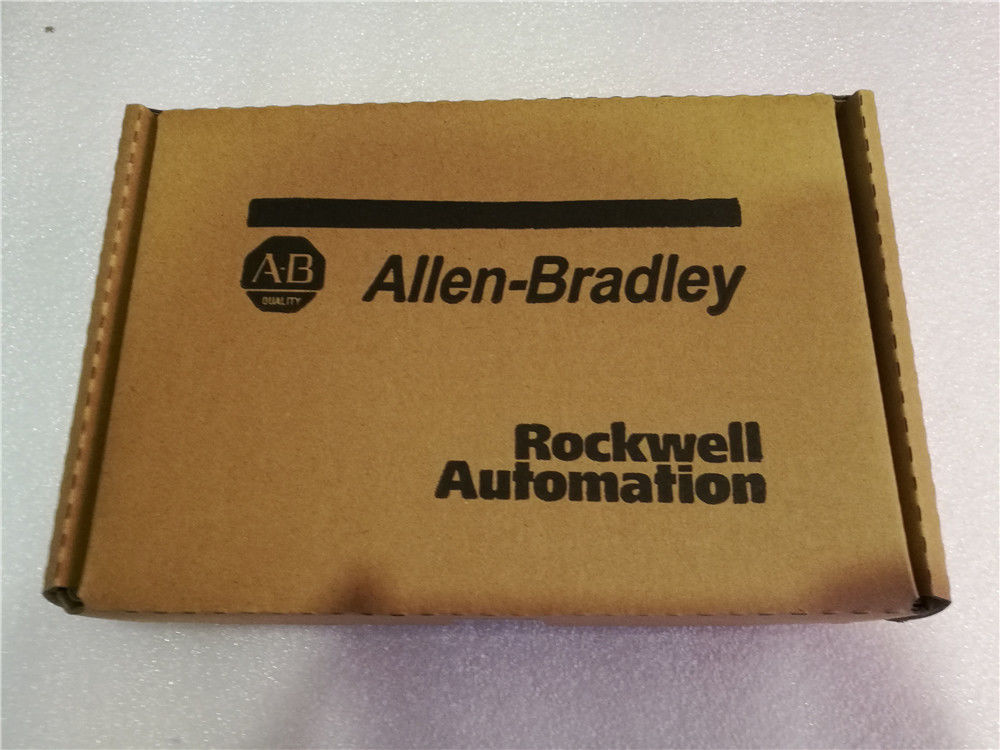 A·B
QUALITY
Allen-Bradley
Rockwell
Automation